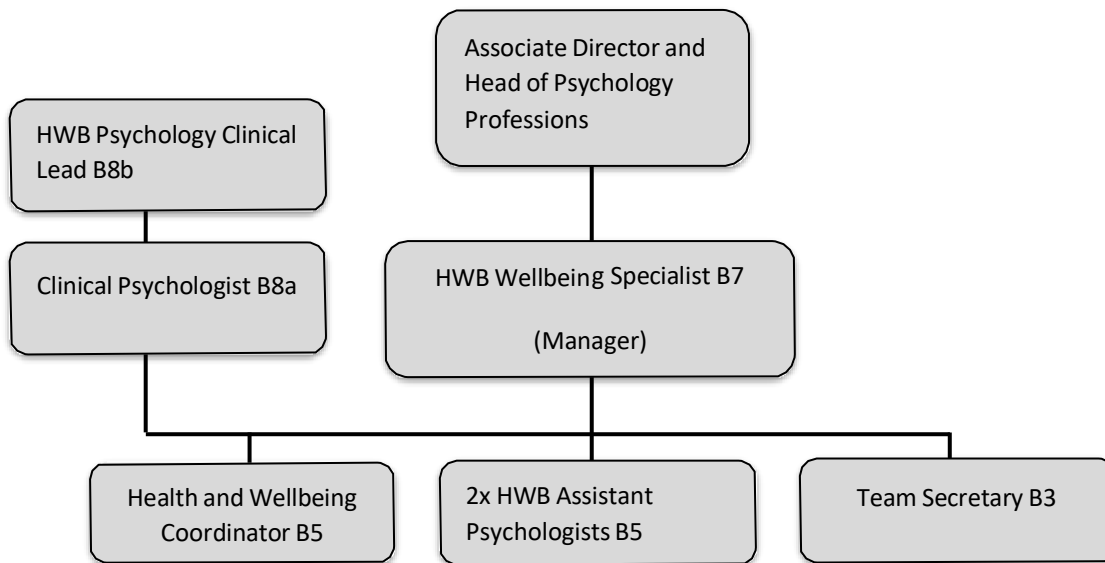 Associate Director and
Head of Psychology
Professions
HWB Psychology Clinical
Lead B8b
Clinical Psychologist B8a
HWB Wellbeing Specialist B7
(Manager)
Health and Wellbeing
Coordinator B5
2x HWB Assistant
Psychologists B5
Team Secretary B3